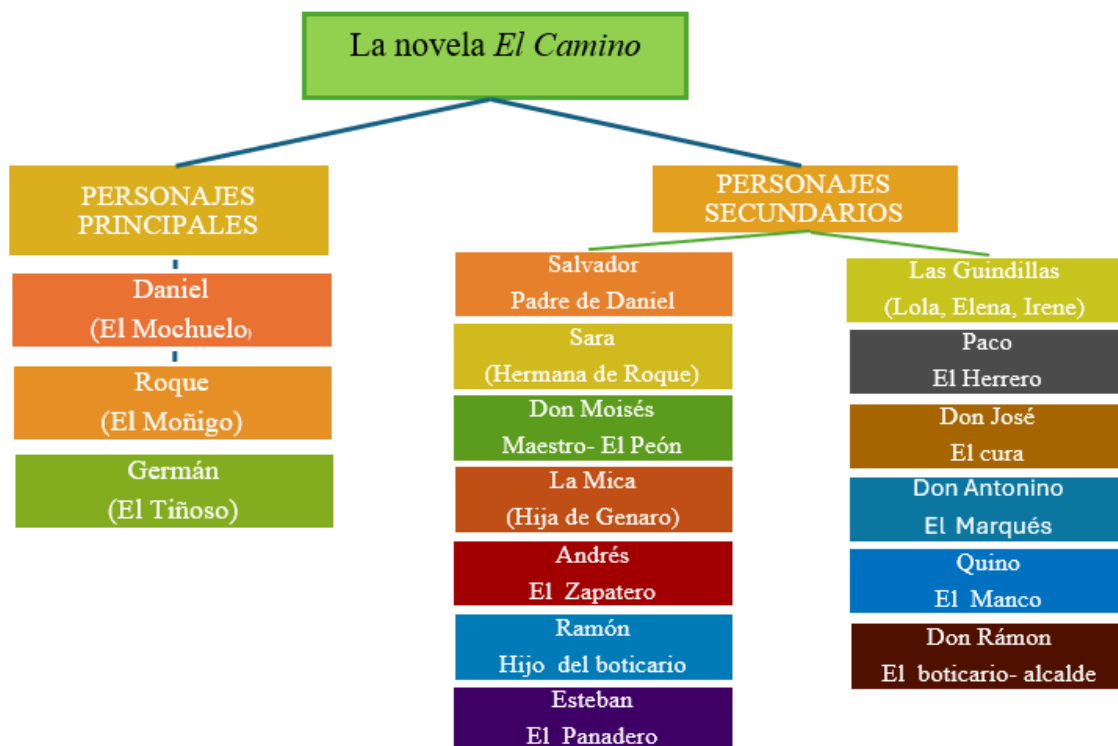 La novela El Camino
PERSONAJES
PRINCIPALES
Daniel
(El Mochuelo)
Roque
(El Moñigo)
Germán
(El Tiñoso)
PERSONAJES
SECUNDARIOS
Salvador
Padre de Daniel
Sara
(Hermana de Roque)
Don Moisés
Maestro- El Peón
La Mica
(Hija de Genaro)
Andrés
El Zapatero
Ramón
Hijo del boticario
Esteban
El Panadero
Las Guindillas
(Lola, Elena, Irene)
Paco
El Herrero
Don José
El cura
Don Antonino
El Marqués
Quino
El Manco
Don Rámon
El boticario- alcalde